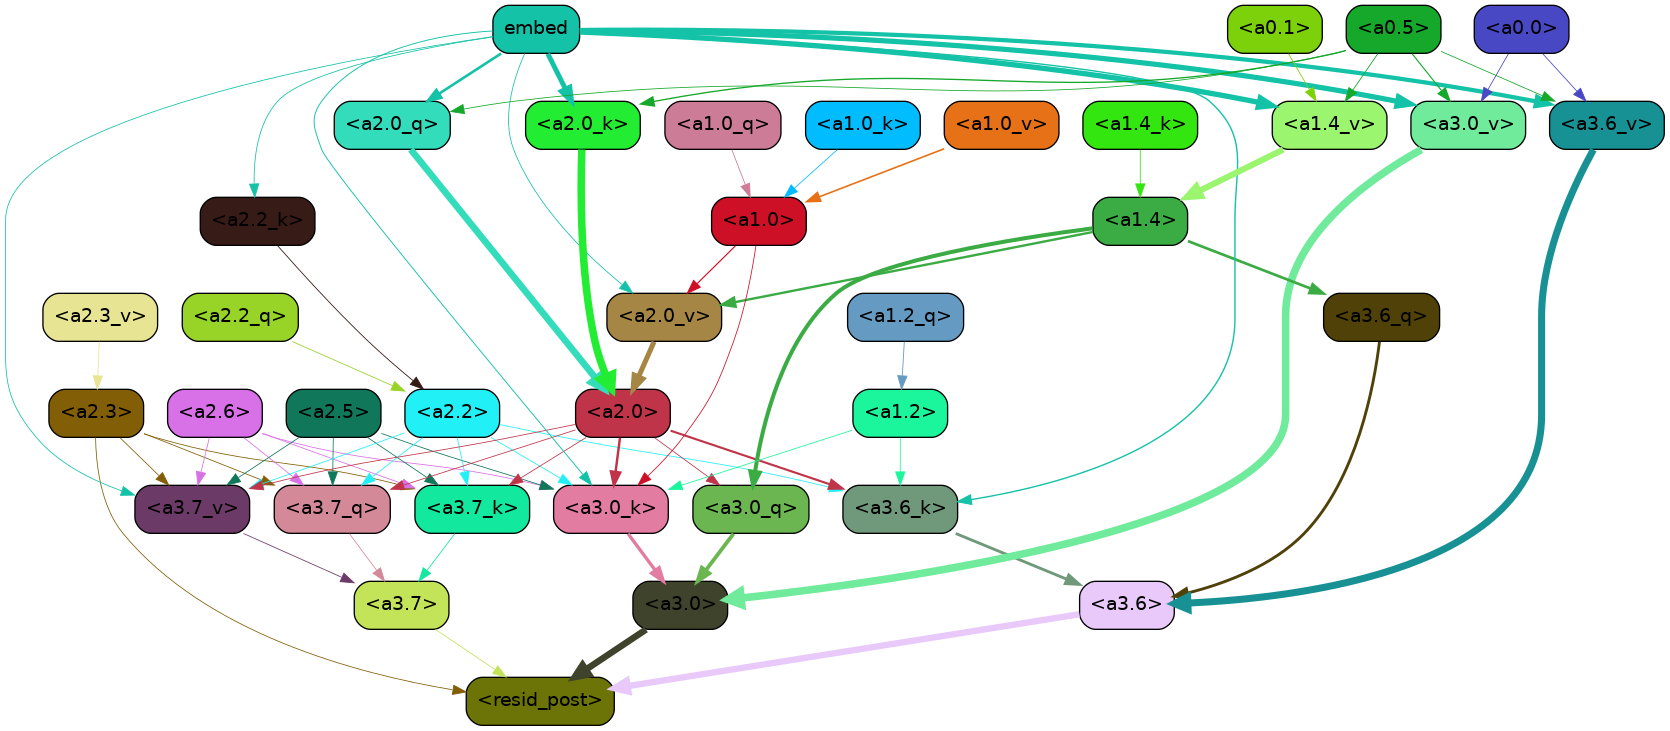 embed <a0.1> <a0.5> <a0.0>
<a2.0_q> <a2.0_k> <a1.0_q> <a1.0_k> <a1.0_v> <a1.4_k> <a1.4_v> <a3.0_v> <a3.6_v>
<a2.2_k> <a1.0> <a1.4>
<a2.3_v> <a2.2_q> <a2.0_v> <a1.2_q> <a3.6_q>
<a2.3> <a2.6> <a2.5> <a2.2> <a2.0> <a1.2>
<a3.7_v> <a3.7_q> <a3.7_k> <a3.0_k> <a3.0_q> <a3.6_k>
<a3.7> <a3.0> <a3.6>
<resid_post>